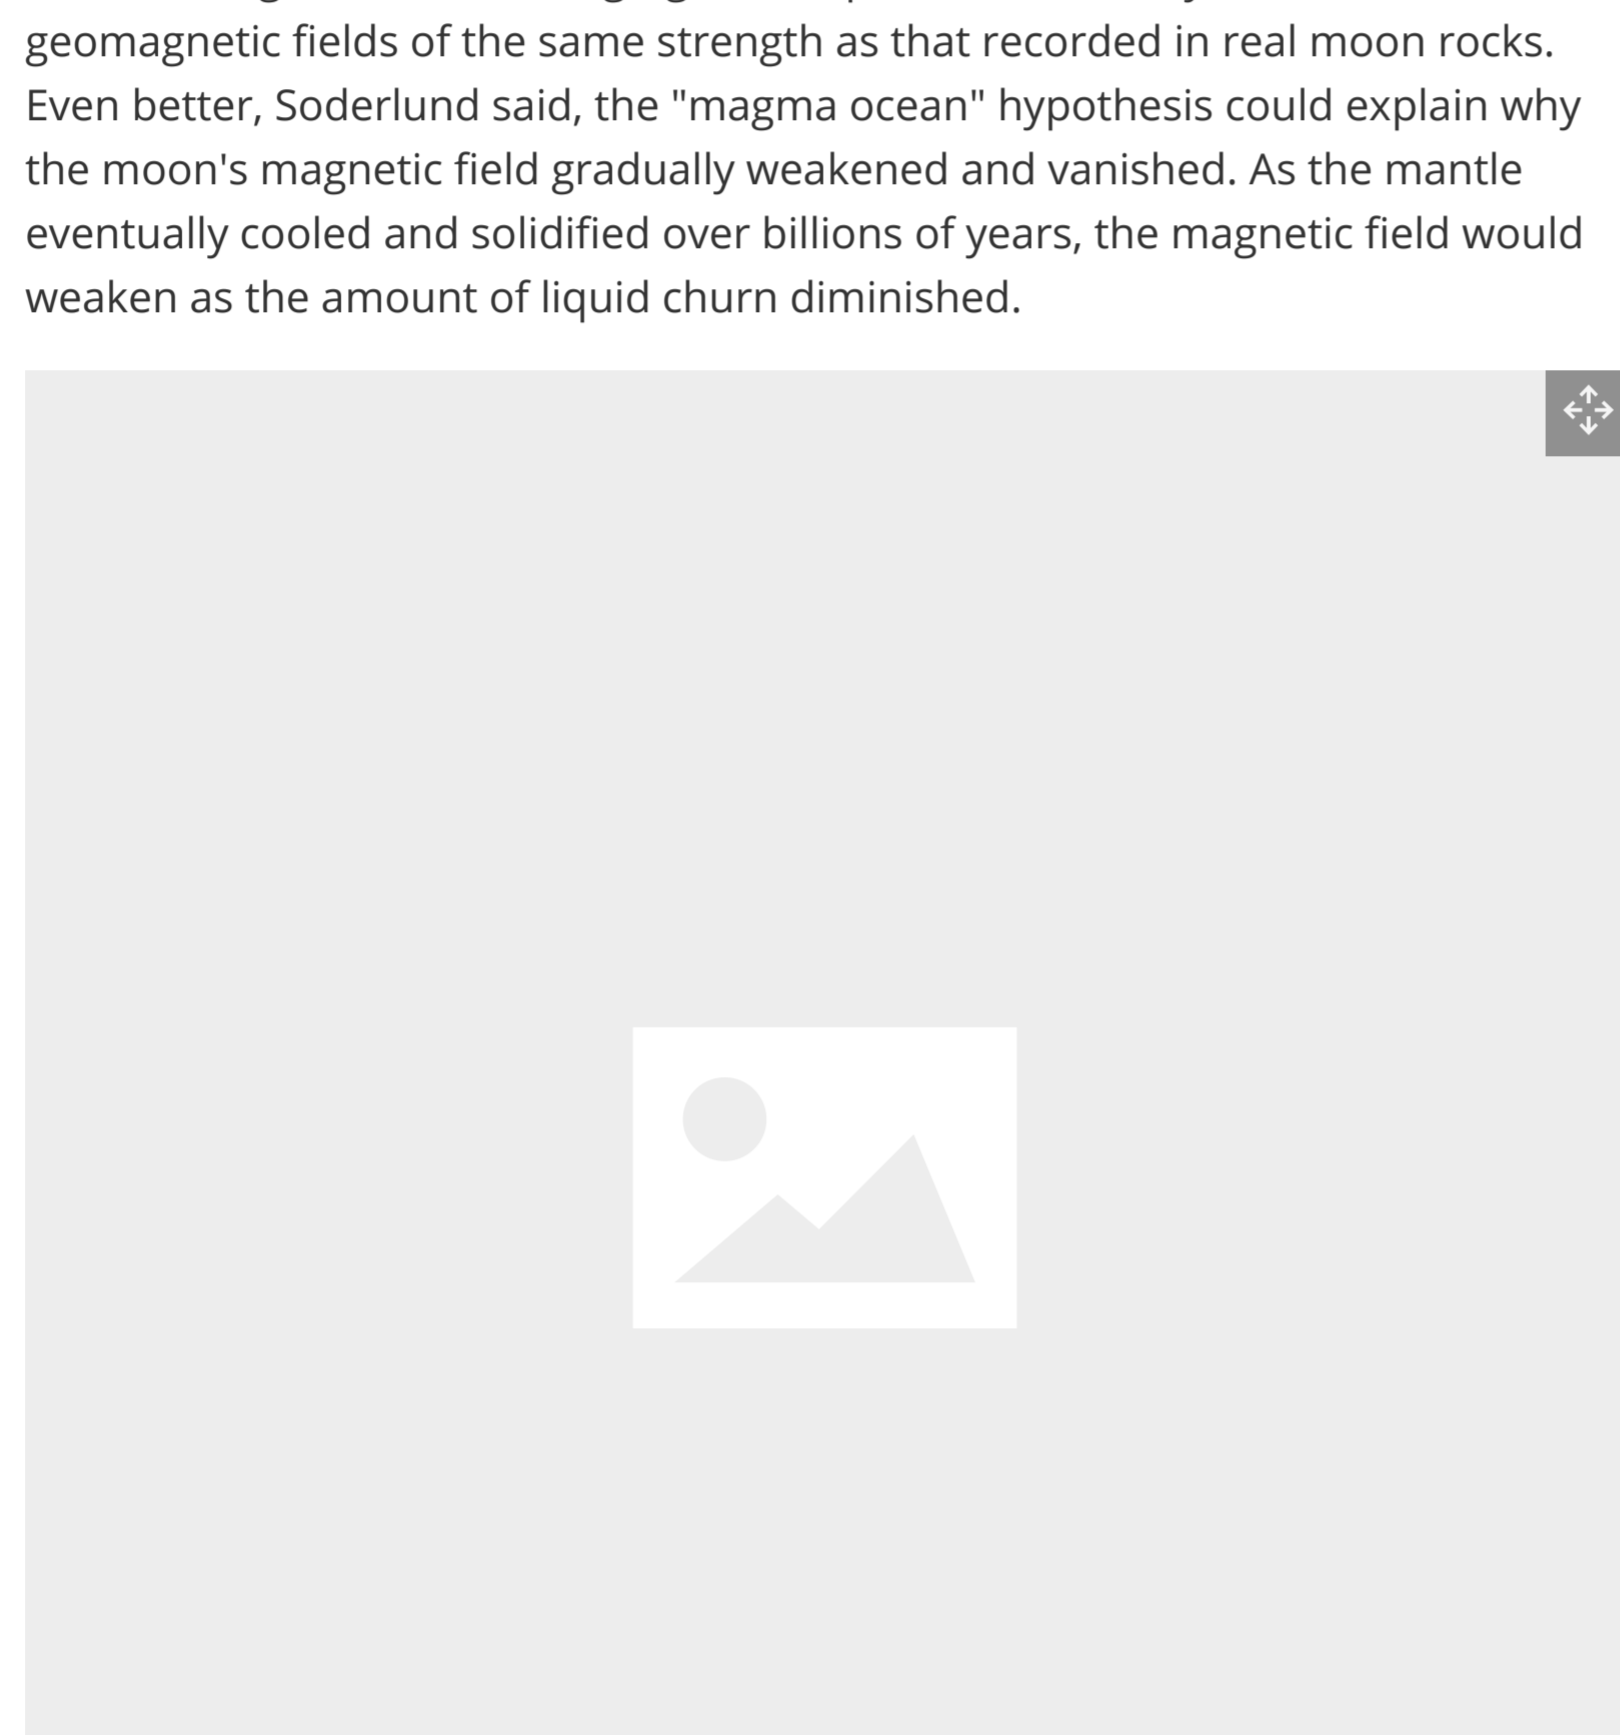 geomagnetic fields of the same strength as that recorded in real moon rocks.
Even better, Soderlund said, the "magma ocean" hypothesis could explain why
the moon's magnetic field gradually weakened and vanished. As the mantle
eventually cooled and solidified over billions of years, the magnetic field would
weaken as the amount of liquid churn diminished.